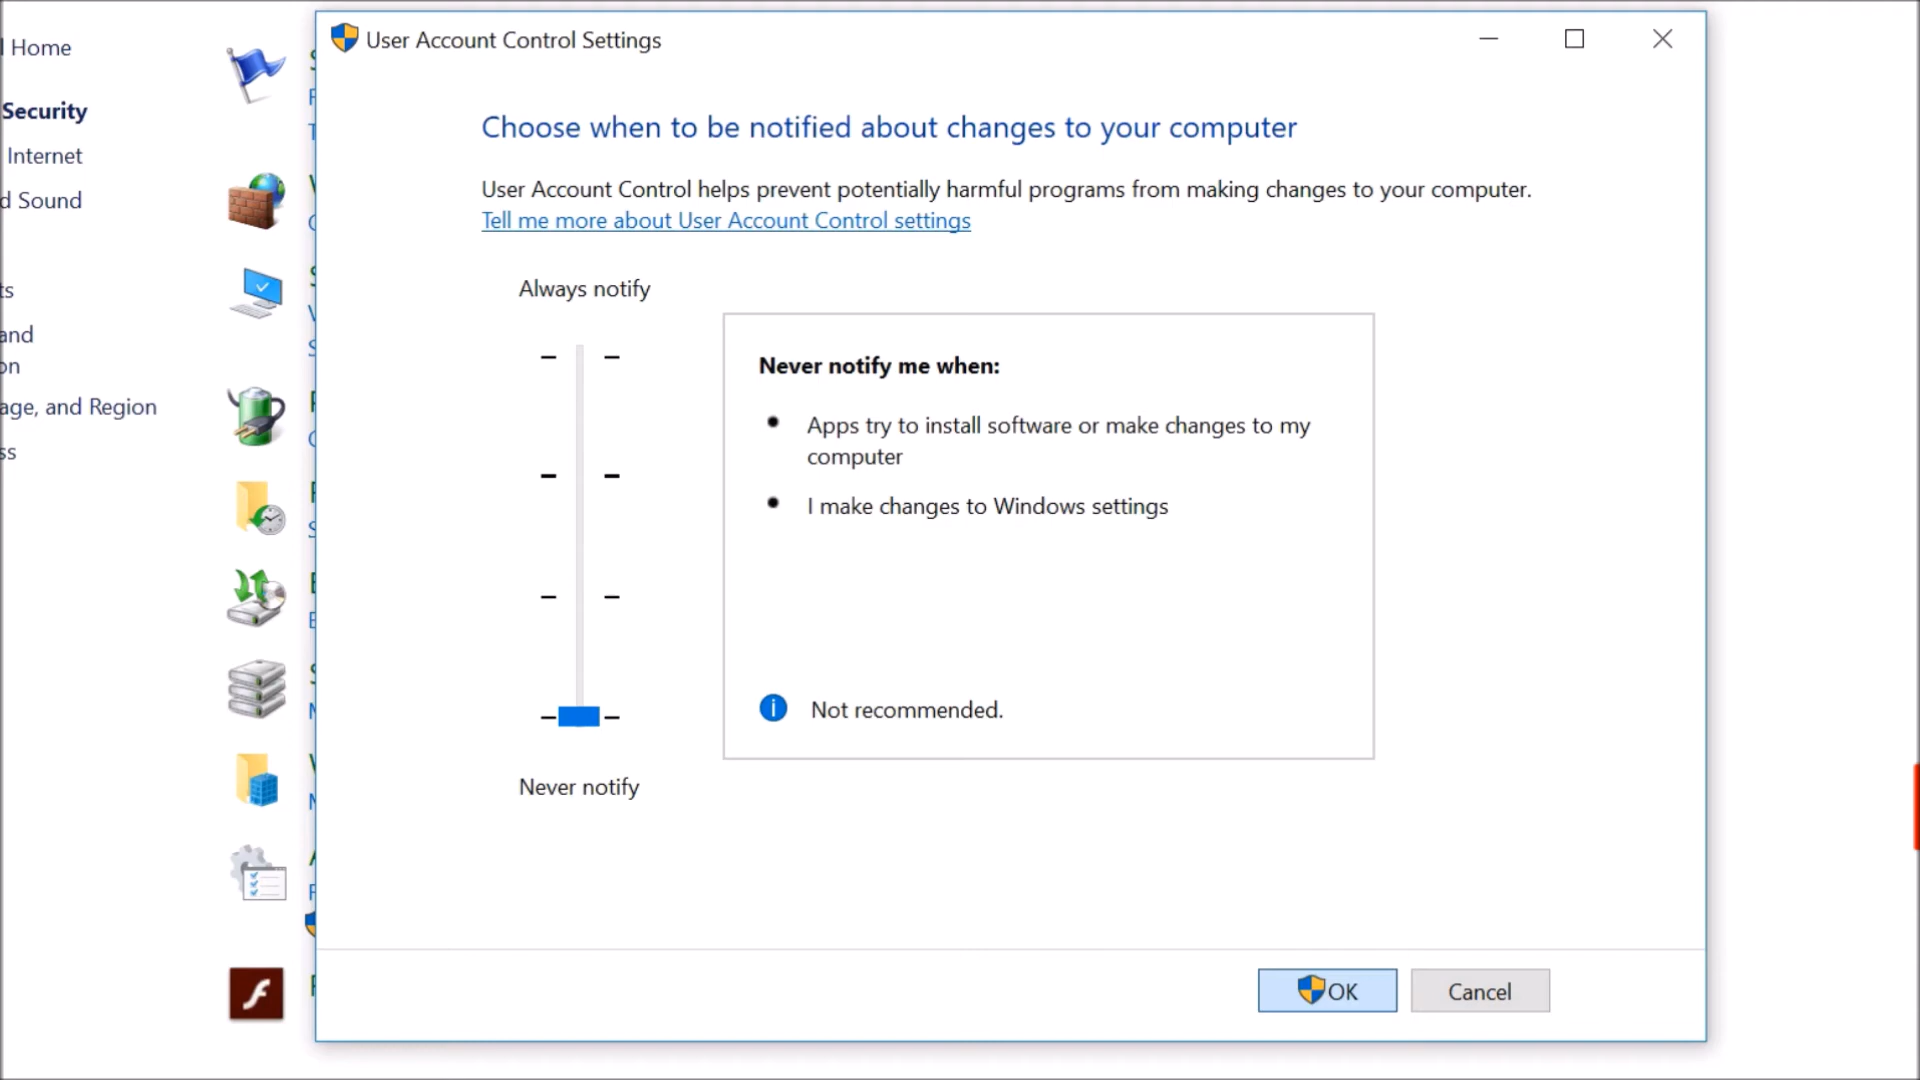 Home
Security
Internet
d Sound
ts
and
on
age, and Region
ss
User Account Control Settings
Choose when to be notified about changes to your computer
User Account Control helps prevent potentially harmful programs from making changes to your computer.
Tell me more about User Account Control settings
Always notify
Never notify me when:
Apps try to install software or make changes to my
computer
I make changes to Windows settings
Not recommended.
Never notify
OK
Cancel